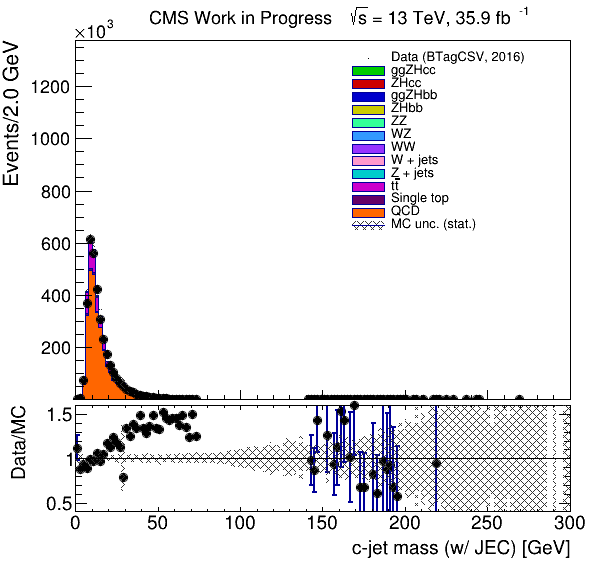 CMS Work in Progress √s = 13 TeV, 35.9 fb -1
×103
Events/2.0 GeV
1200
1000
800
600
400
200
Data (BTagCSV, 2016)
ggZHcc
ZHcc
ggZHbb
ZHbb
ZZ
WZ
WW
W + jets
Z + jets
tt̅
Single top
QCD
MC unc. (stat.)
Data/MC
1.5
1
0.5
0 50 100 150 200 250 300
c-jet mass (w/ JEC) [GeV]